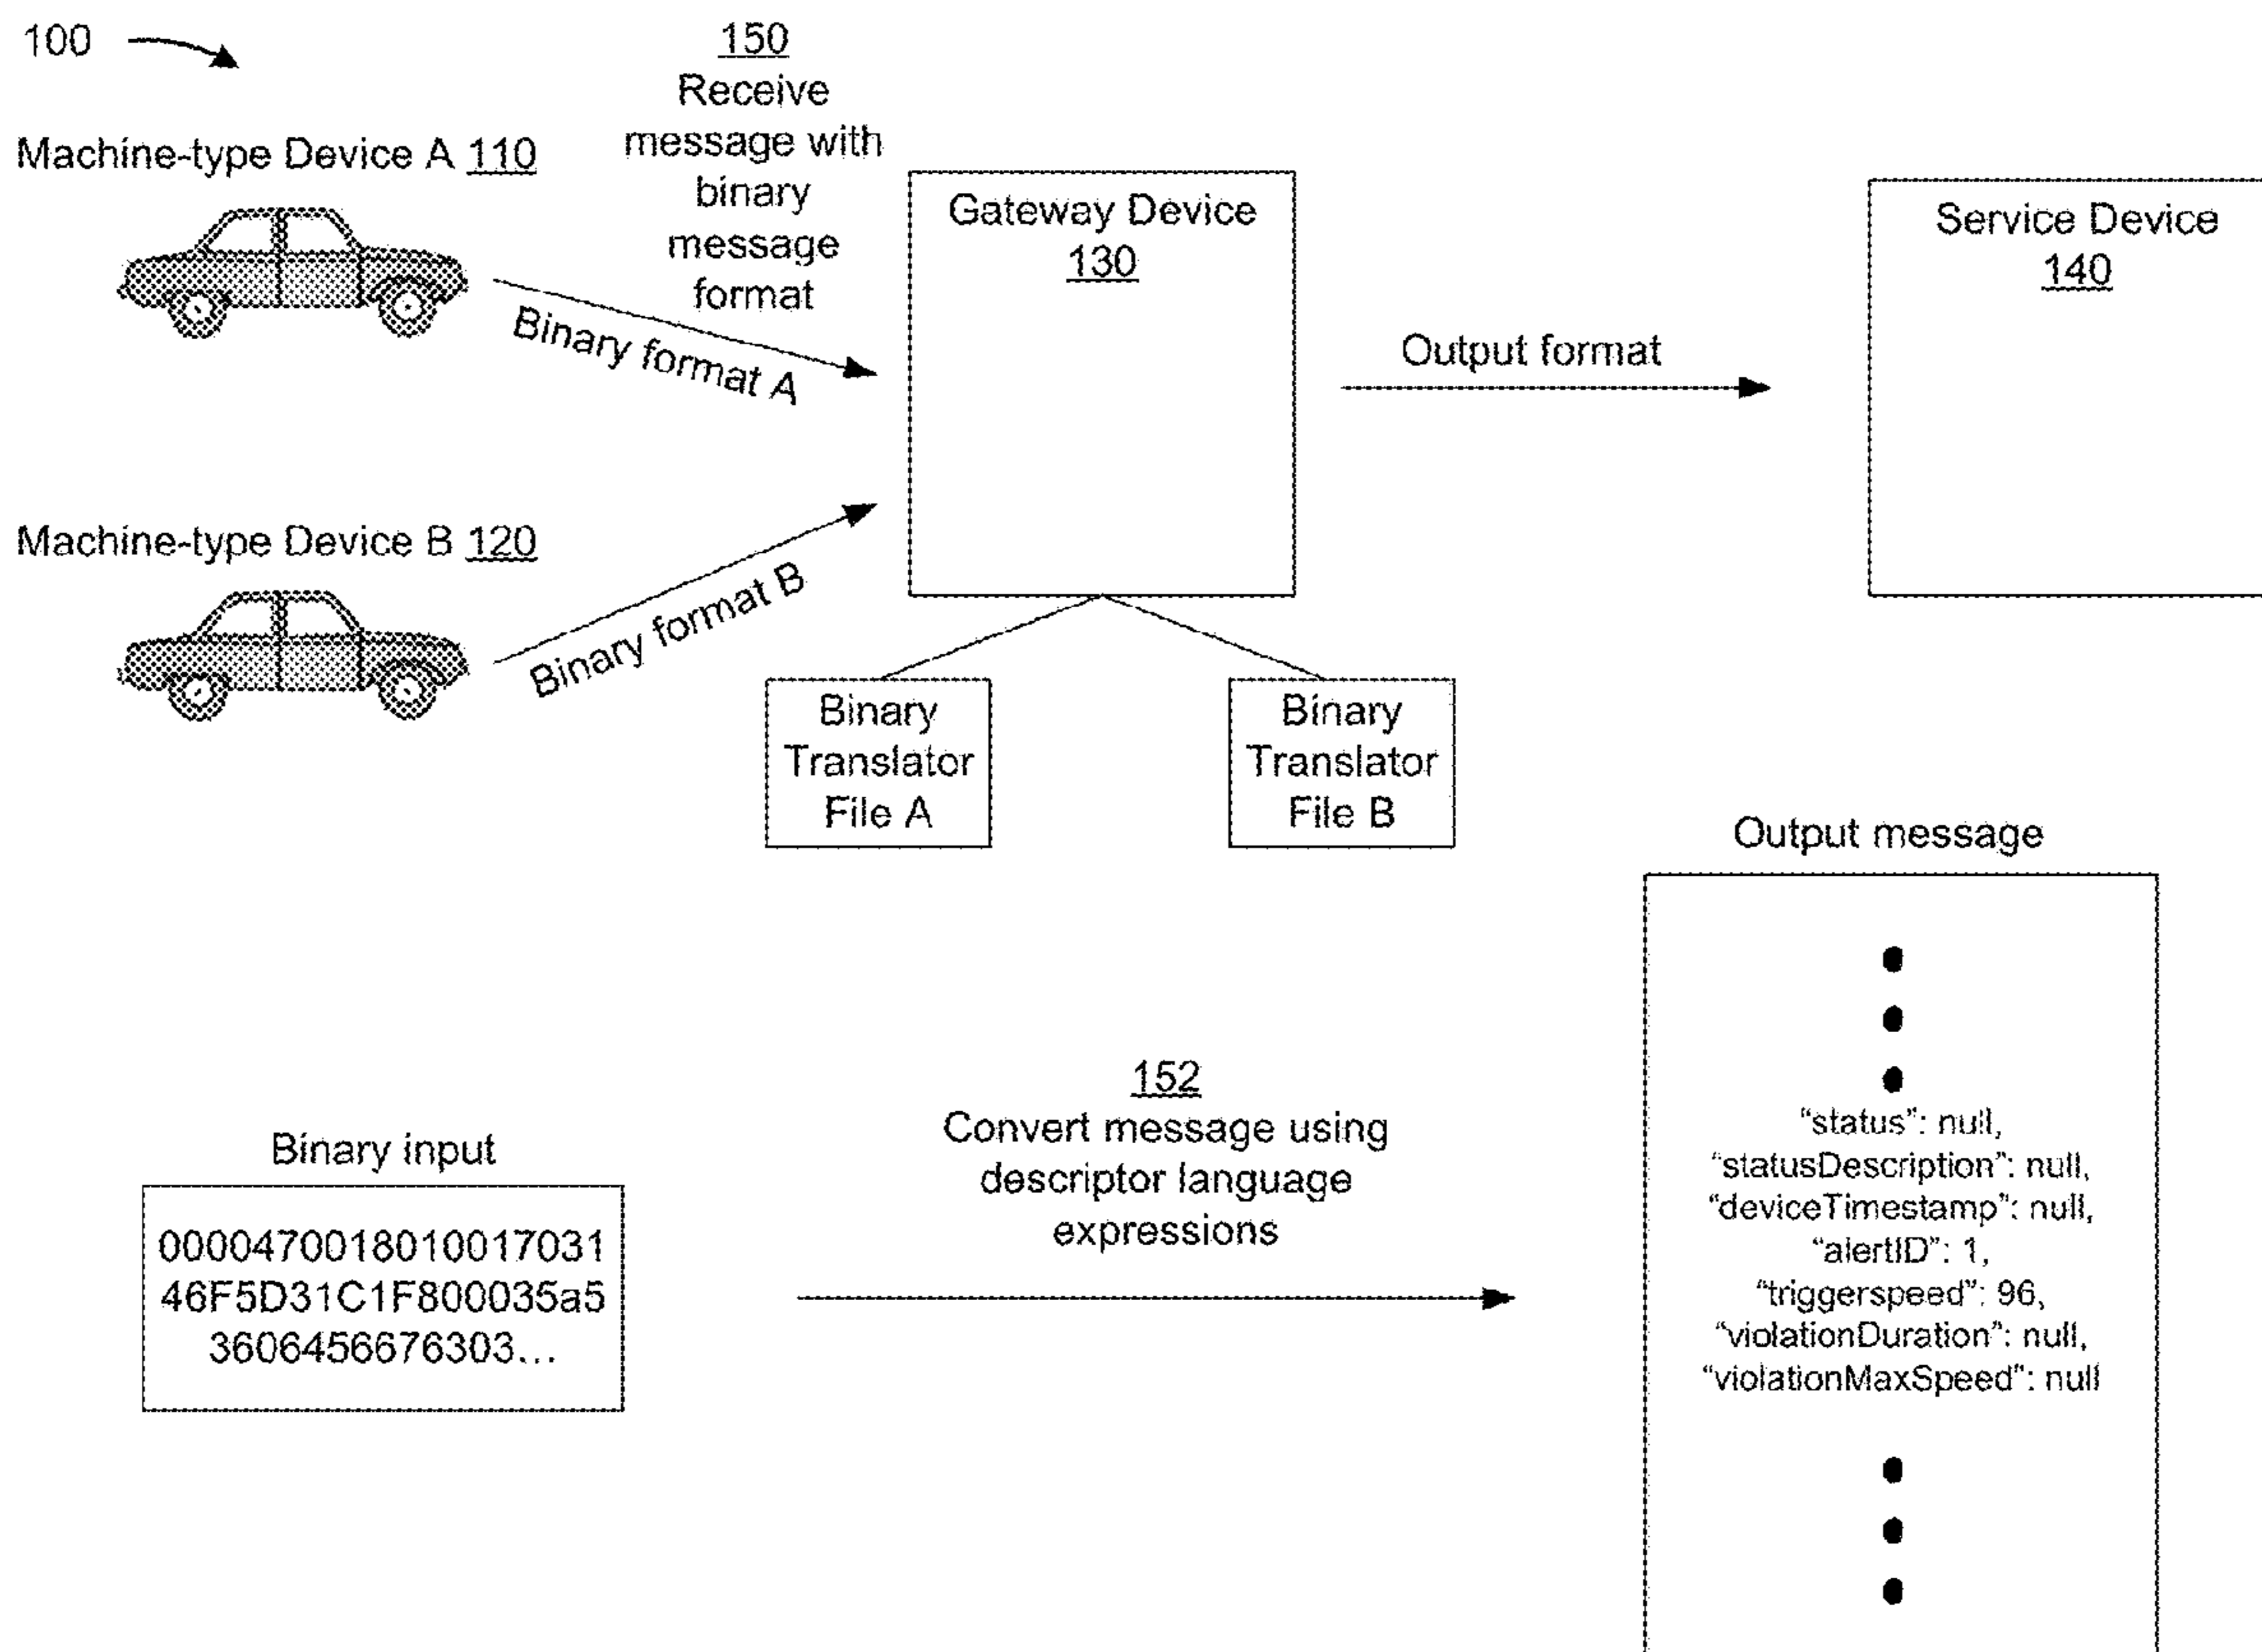 100
150
Receive
message with
binary
message
format
Machine-type Device A 110
Binary format A
Gateway Device
130
Output format
Service Device
140
Machine-type Device B 120
Binary format B
Binary
Translator
File A
Binary
Translator
File B
Binary input
0000470018010017031
46F5D31C1F800035a5
3606456676303...
152
Convert message using
descriptor language
expressions
Output message
“status”: null,
“statusDescription”: null,
“deviceTimestamp”: null,
“alertID”: 1,
“triggerspeed”: 96,
“violationDuration”: null,
“violationMaxSpeed”: null